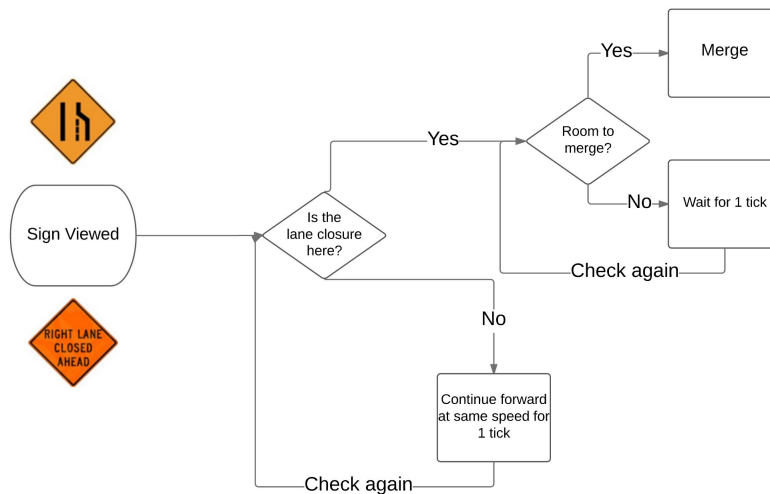 Yes
Merge
Room to
merge?
Yes
No
Wait for 1 tick
Is the
lane closure
here?
Sign Viewed
Check again
No
RIGHT LANE
CLOSED
AHEAD
Continue forward
at same speed for
1 tick
Check again